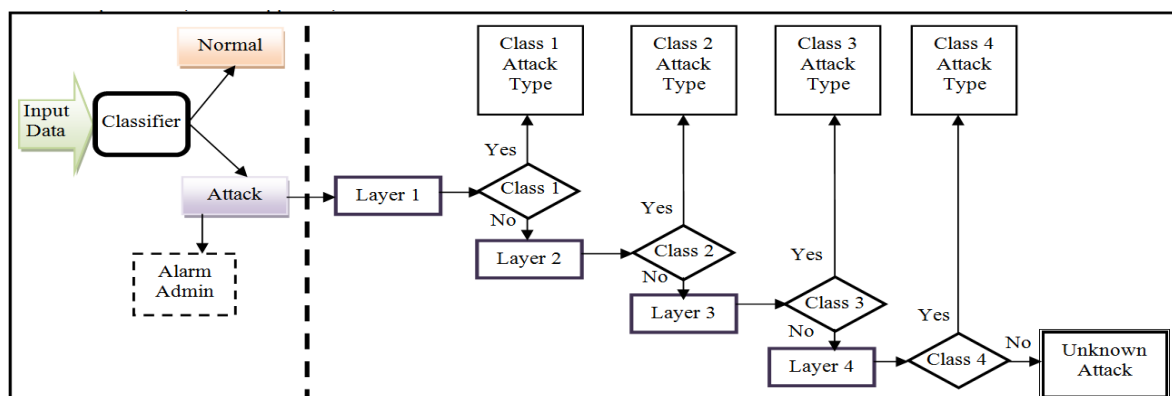 Normal
Input
Data
Classifier
Attack
Alarm
Admin
Class 1
Attack
Type
Class 2
Attack
Type
Class 3
Attack
Type
Class 4
Attack
Type
Yes
Layer 1
Class 1
No
Yes
Layer 2
Class 2
No
Yes
Layer 3
Class 3
No
Yes
Layer 4
Class 4
No
Unknown
Attack